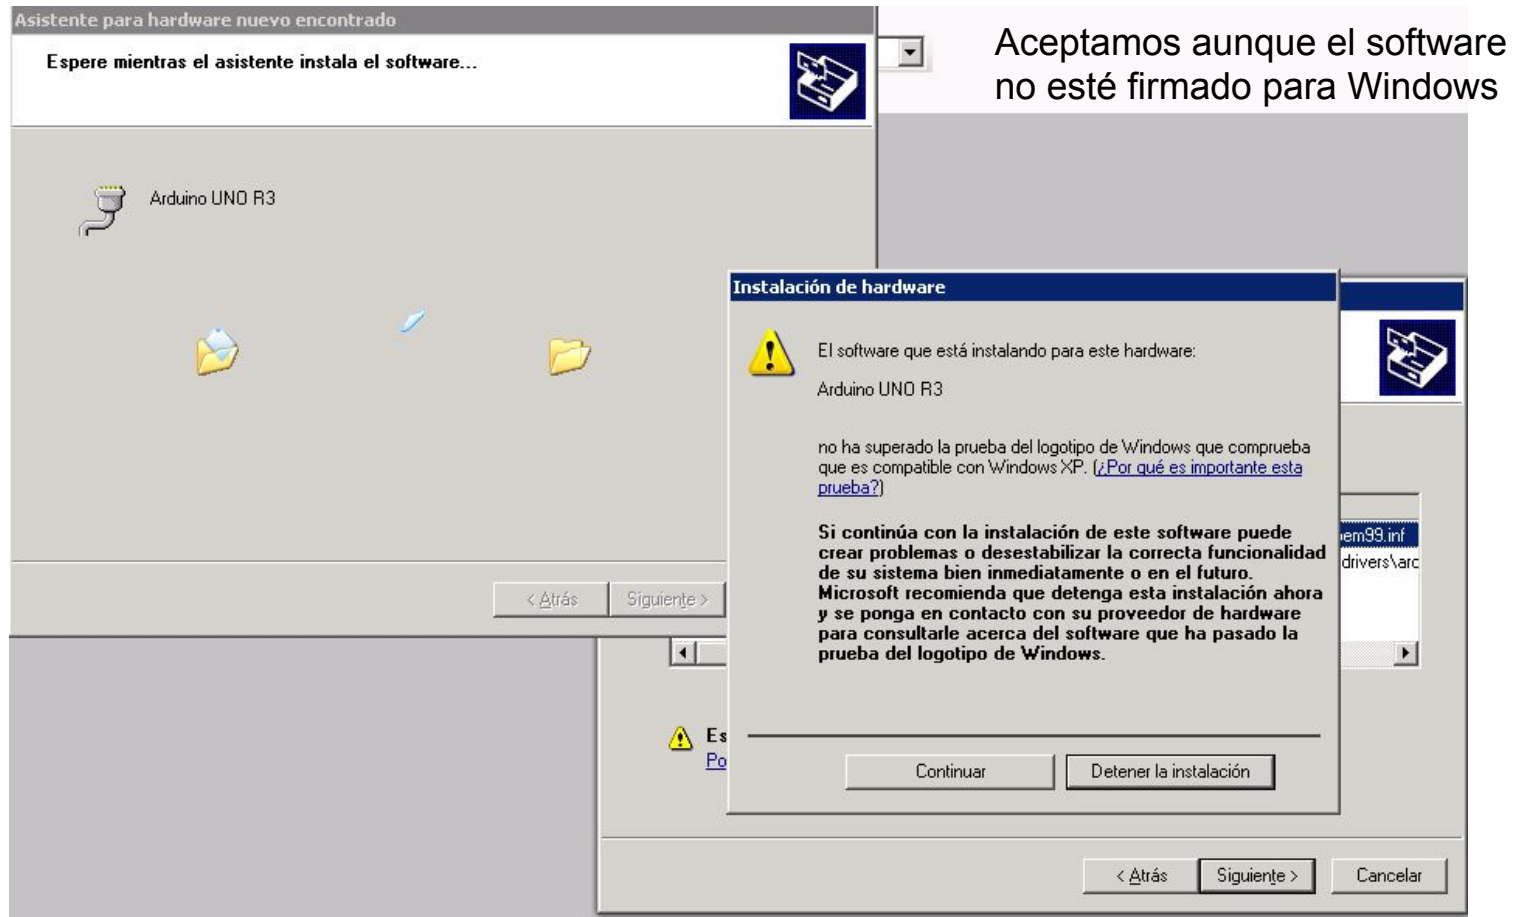 Asistente para hardware nuevo encontrado
Espere mientras el asistente instala el software...
Aceptamos aunque el software
no esté firmado para Windows
Arduino UNO R3
< Atrás
Siguiente >
Instalación de hardware
El software que está instalando para este hardware:
Arduino UNO R3
no ha superado la prueba del logotipo de Windows que comprueba
que es compatible con Windows XP. (¿Por qué es importante esta
prueba?)
Si continúa con la instalación de este software puede
crear problemas o desestabilizar la correcta funcionalidad
de su sistema bien inmediatamente o en el futuro.
Microsoft recomienda que detenga esta instalación ahora
y se ponga en contacto con su proveedor de hardware
para consultarle acerca del software que ha pasado la
prueba del logotipo de Windows.
Continuar
Detener la instalación
em99.inf
drivers\arc
Es
Po
< Atrás
Siguiente >
Cancelar